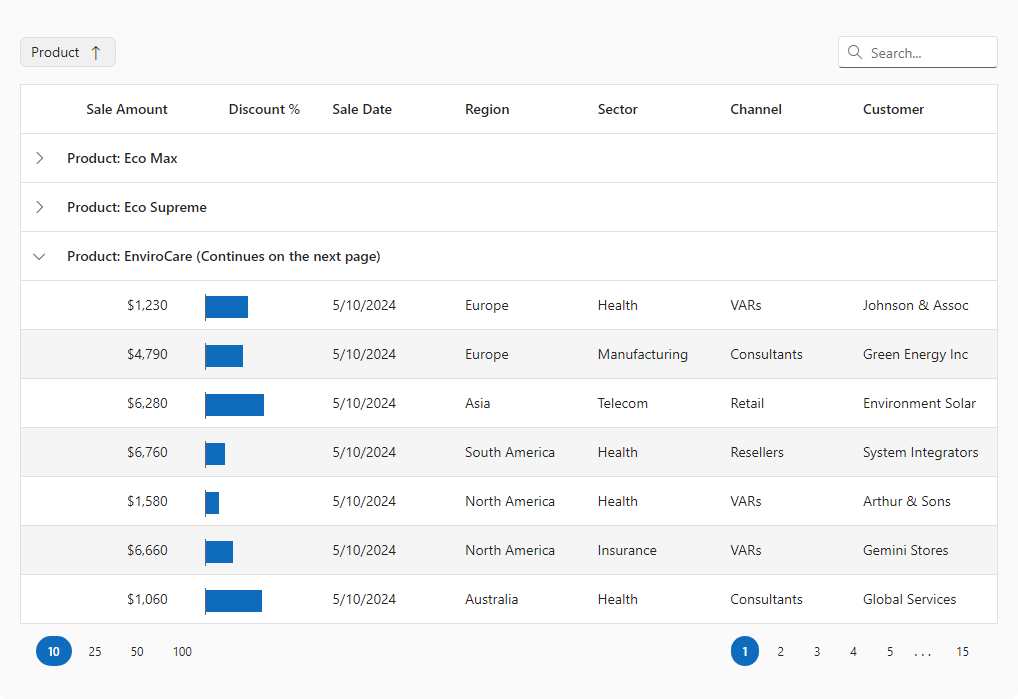 Product
Search...
Sale Amount Discount % Sale Date Region Sector Channel Customer
Product: Eco Max
Product: Eco Supreme
Product: EnviroCare (Continues on the next page)
$1,230 5/10/2024 Europe Health VARs Johnson & Assoc
$4,790 5/10/2024 Europe Manufacturing Consultants Green Energy Inc
$6,280 5/10/2024 Asia Telecom Retail Environment Solar
$6,760 5/10/2024 South America Health Resellers System Integrators
$1,580 5/10/2024 North America Health VARs Arthur & Sons
$6,660 5/10/2024 North America Insurance VARs Gemini Stores
$1,060 5/10/2024 Australia Health Consultants Global Services
10 25 50 100 1 2 3 4 5 ... 15